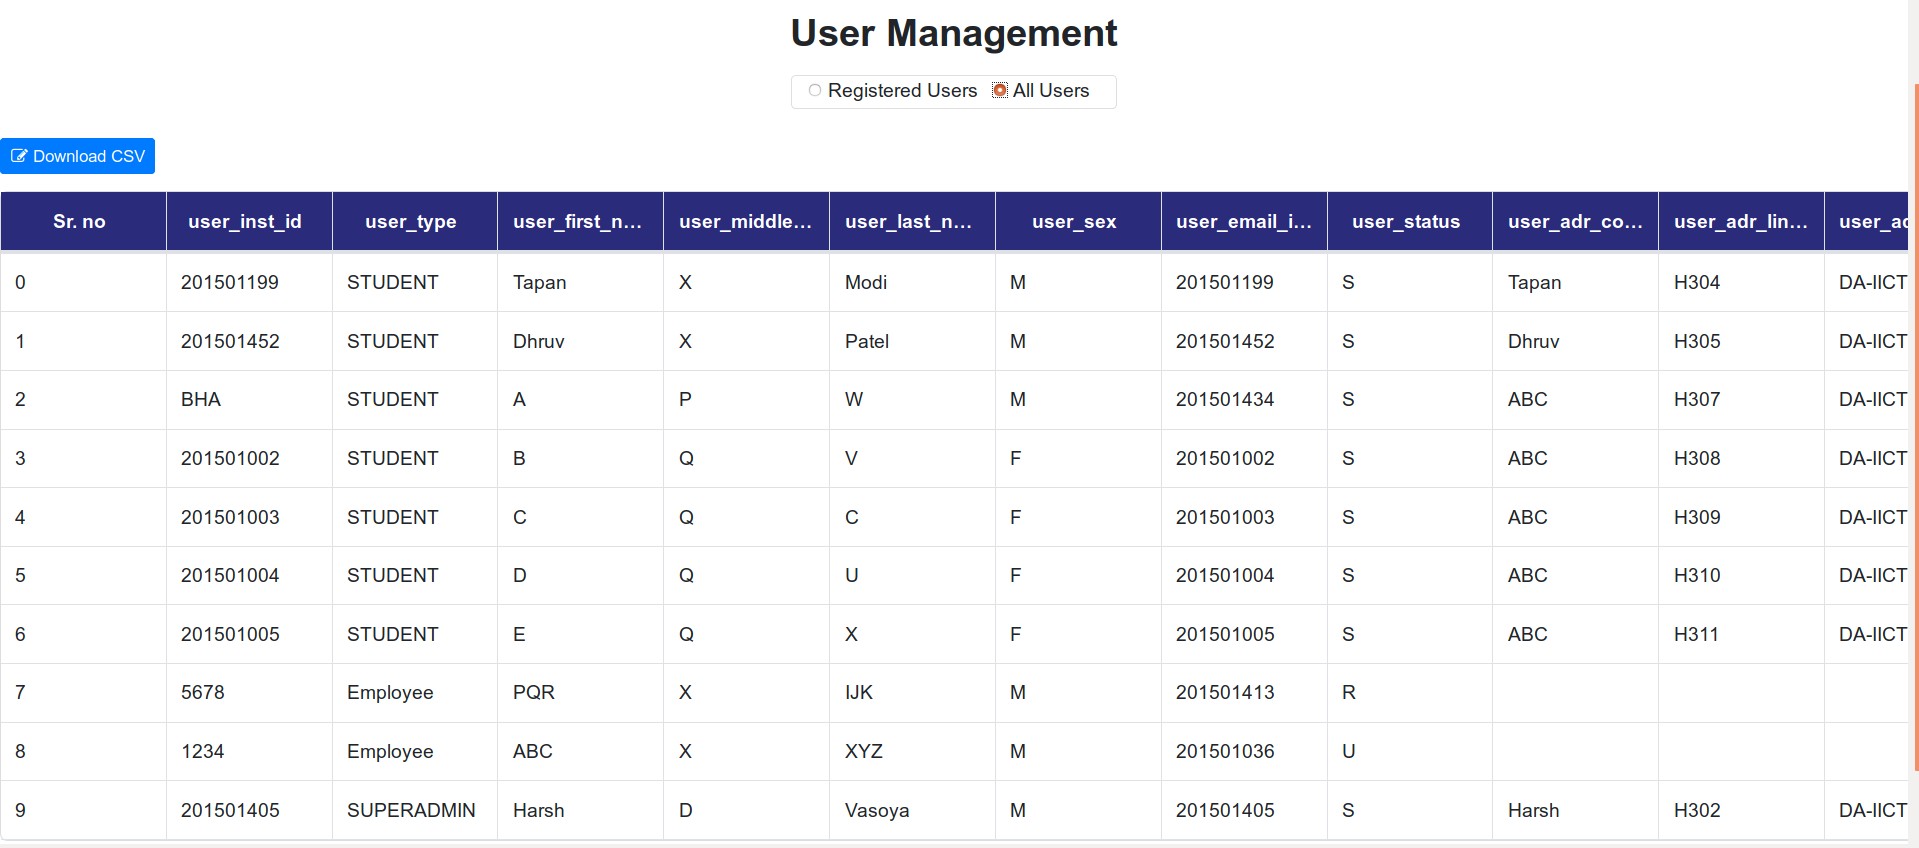 User Management
Registered Users All Users
Download CSV
Sr. no user_inst_id user_type user_first_n... user_middle... user_last_n... user_sex user_email_i... user_status user_adr_co... user_adr_lin... user_ac
0 201501199 STUDENT Tapan X Modi M 201501199 S Tapan H304 DA-IICT
1 201501452 STUDENT Dhruv X Patel M 201501452 S Dhruv H305 DA-IICT
2 BHA STUDENT A P W M 201501434 S ABC H307 DA-IICT
3 201501002 STUDENT B Q V F 201501002 S ABC H308 DA-IICT
4 201501003 STUDENT C Q C F 201501003 S ABC H309 DA-IICT
5 201501004 STUDENT D Q U F 201501004 S ABC H310 DA-IICT
6 201501005 STUDENT E Q X F 201501005 S ABC H311 DA-IICT
7 5678 Employee PQR X IJK M 201501413 R
8 1234 Employee ABC X XYZ M 201501036 U
9 201501405 SUPERADMIN Harsh D Vasoya M 201501405 S Harsh H302 DA-IICT